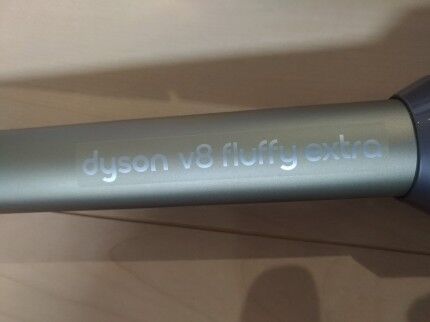 dyson v8 fluffy extra